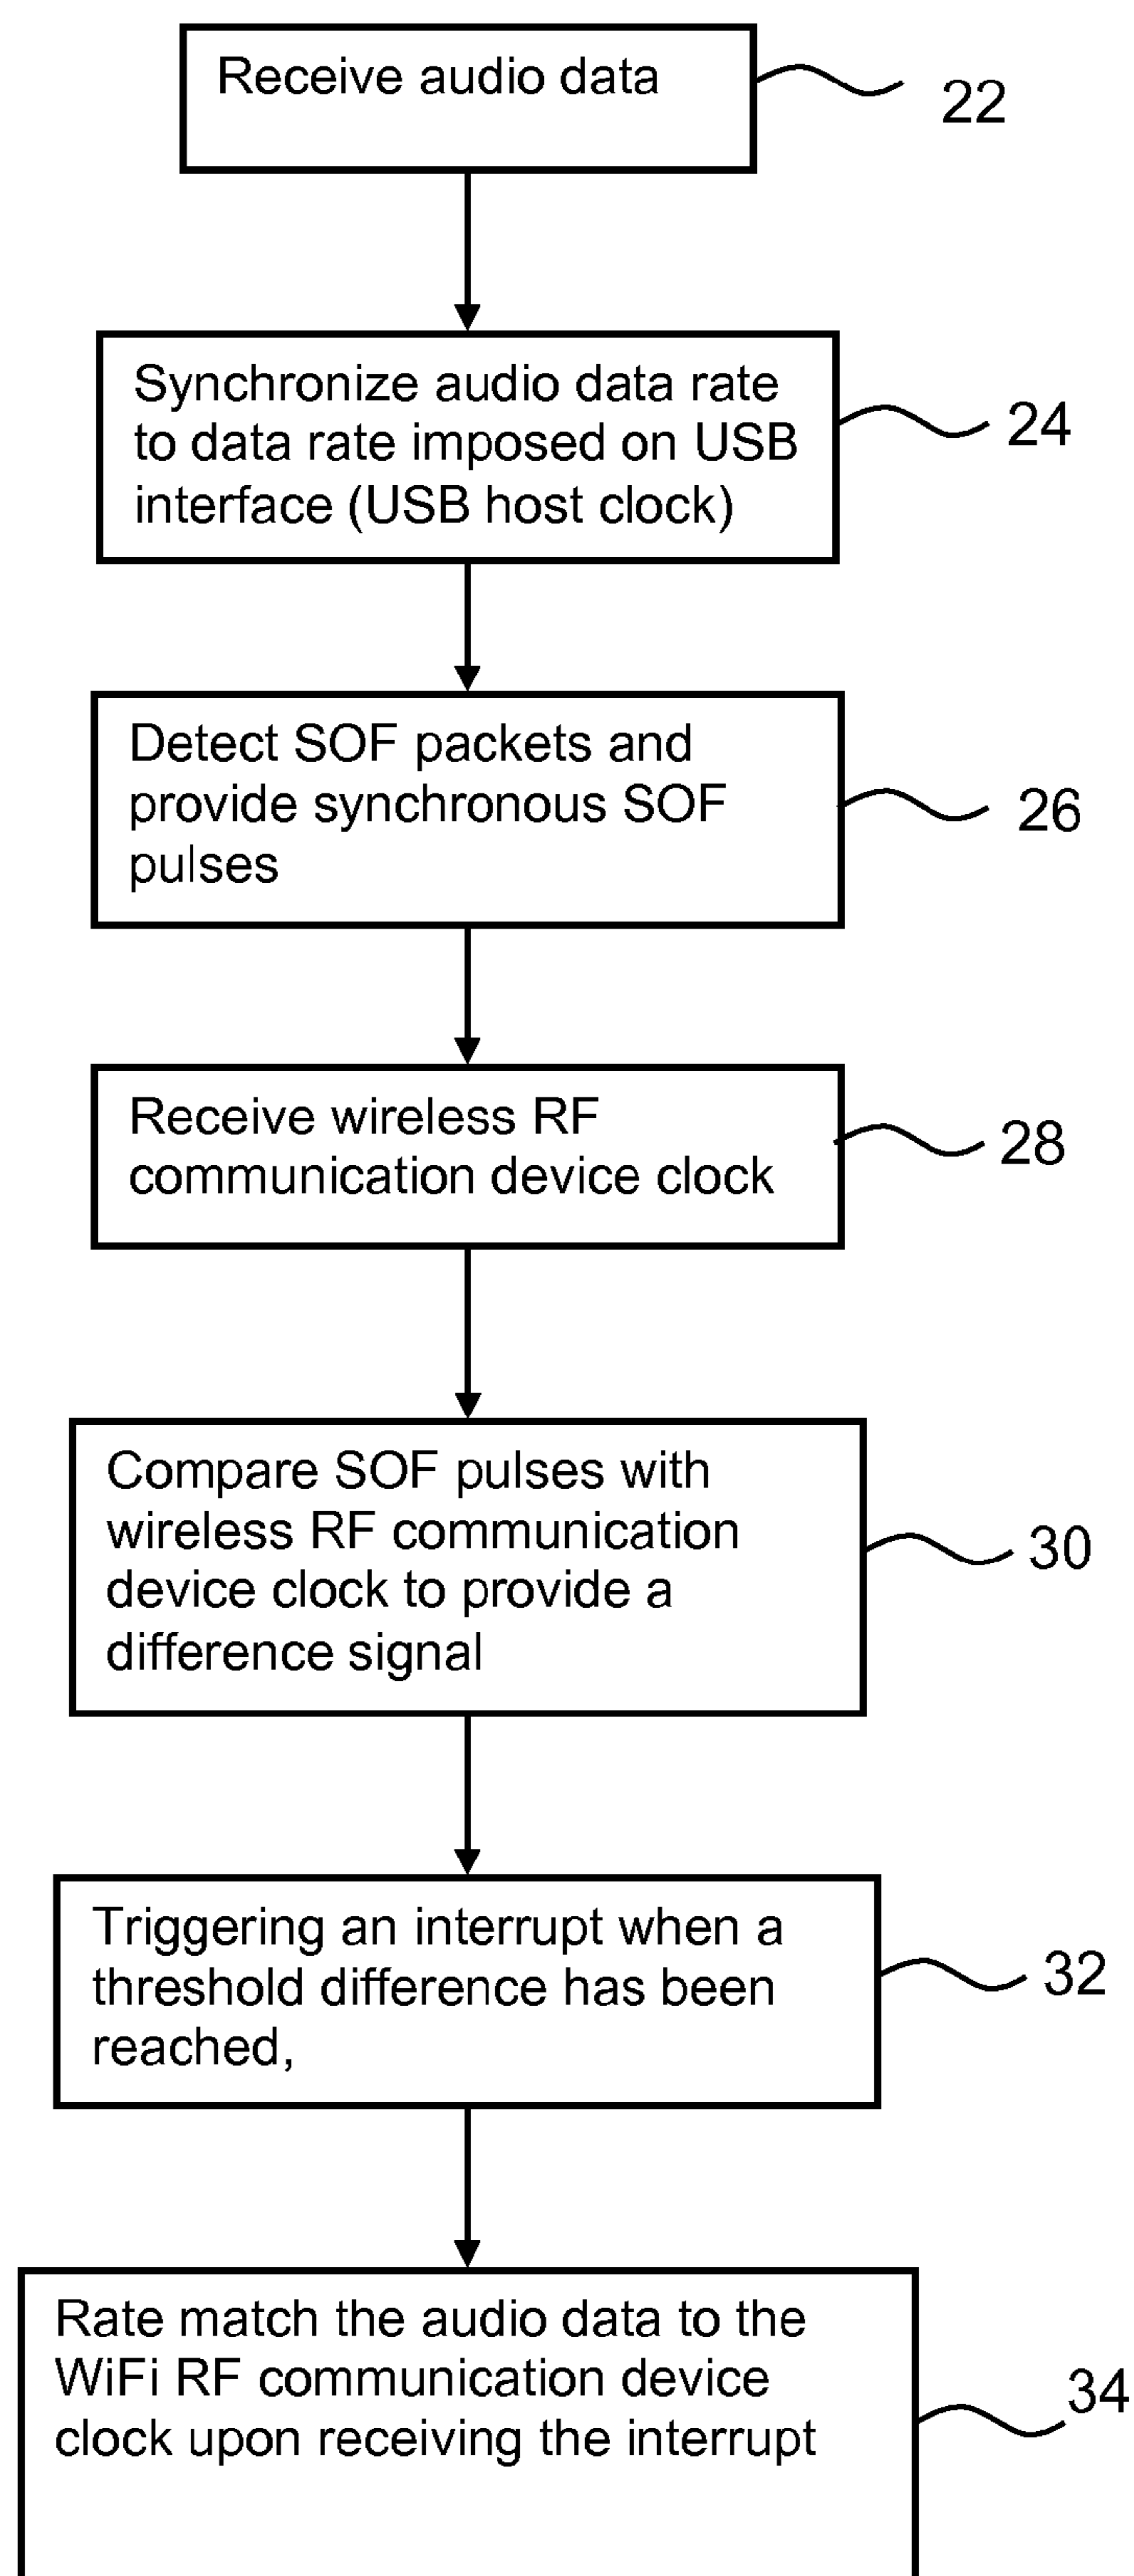 Receive audio data
22
Synchronize audio data rate
to data rate imposed on USB
interface (USB host clock)
24
Detect SOF packets and
provide synchronous SOF
pulses
26
Receive wireless RF
communication device clock
28
Compare SOF pulses with
wireless RF communication
device clock to provide a
difference signal
30
Triggering an interrupt when a
threshold difference has been
reached,
32
Rate match the audio data to the
WiFi RF communication device
clock upon receiving the interrupt
34